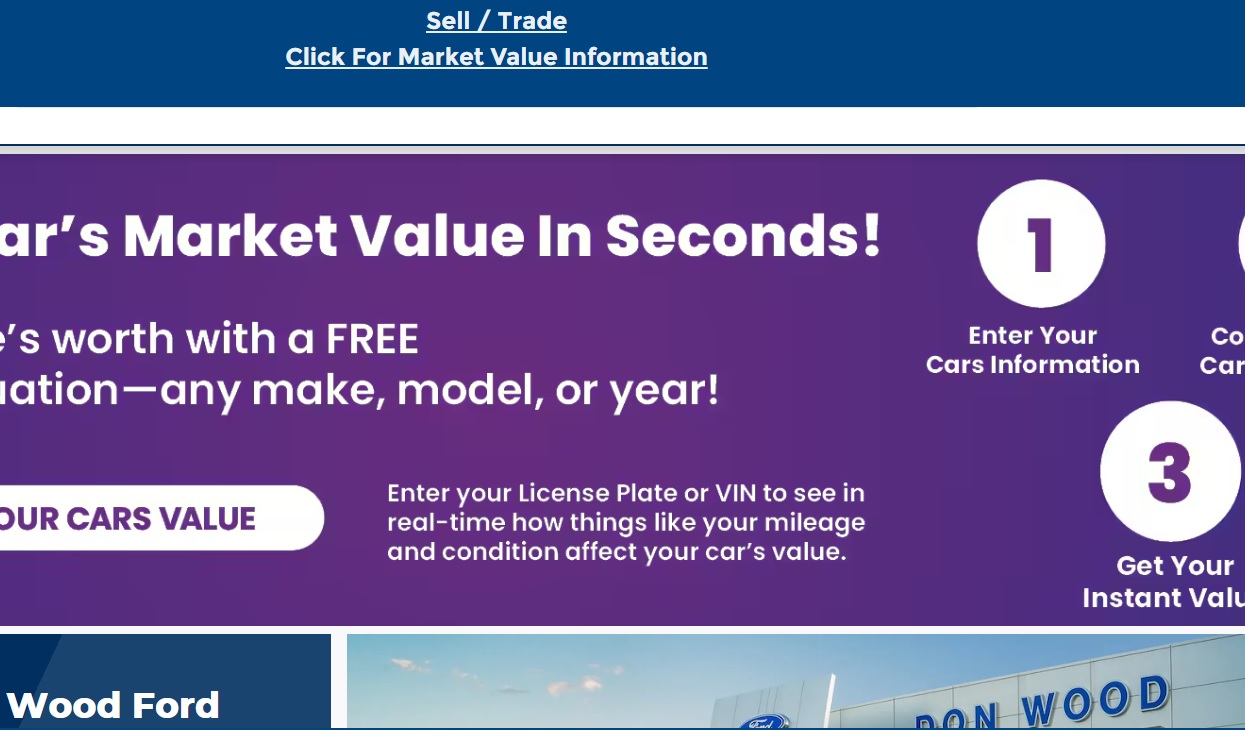 Sell / Trade
Click For Market Value Information
ar's Market Value In Seconds!
e's worth with a FREE
uation—any make, model, or year!
OUR CARS VALUE
Enter your License Plate or VIN to see in
real-time how things like your mileage
and condition affect your car's value.
1
Enter Your
Cars Information
Co
Car
3
Get Your
Instant Valu
Wood Ford
Ford
DON WOOD